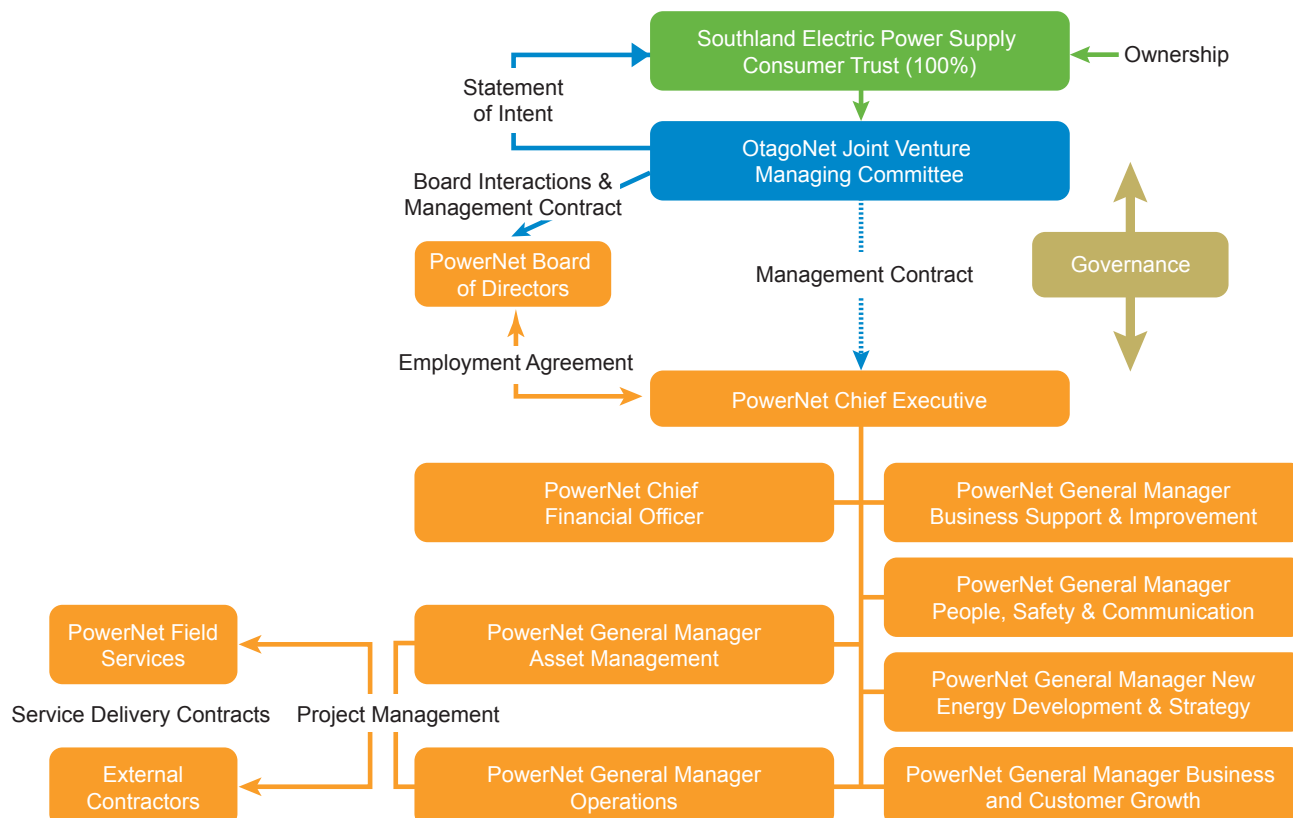 Southland Electric Power Supply
Consumer Trust (100%)
Ownership
Statement
of Intent
OtagoNet Joint Venture
Managing Committee
Board Interactions &
Management Contract
PowerNet Board
of Directors
Management Contract
Governance
Employment Agreement
PowerNet Chief Executive
PowerNet Chief
Financial Officer
PowerNet General Manager
Business Support & Improvement
PowerNet General Manager
People, Safety & Communication
PowerNet Field
Services
PowerNet General Manager
Asset Management
PowerNet General Manager New
Energy Development & Strategy
Service Delivery Contracts
Project Management
External
Contractors
PowerNet General Manager
Operations
PowerNet General Manager Business
and Customer Growth